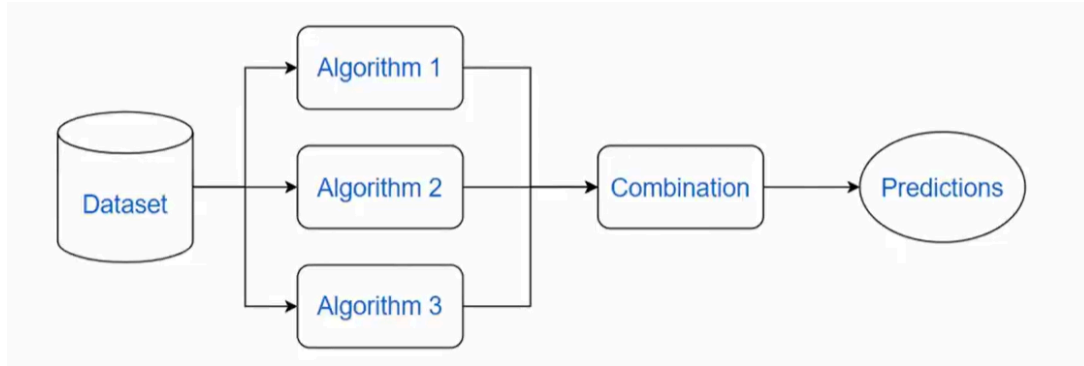 Dataset
Algorithm 1
Algorithm 2
Algorithm 3
Combination
Predictions